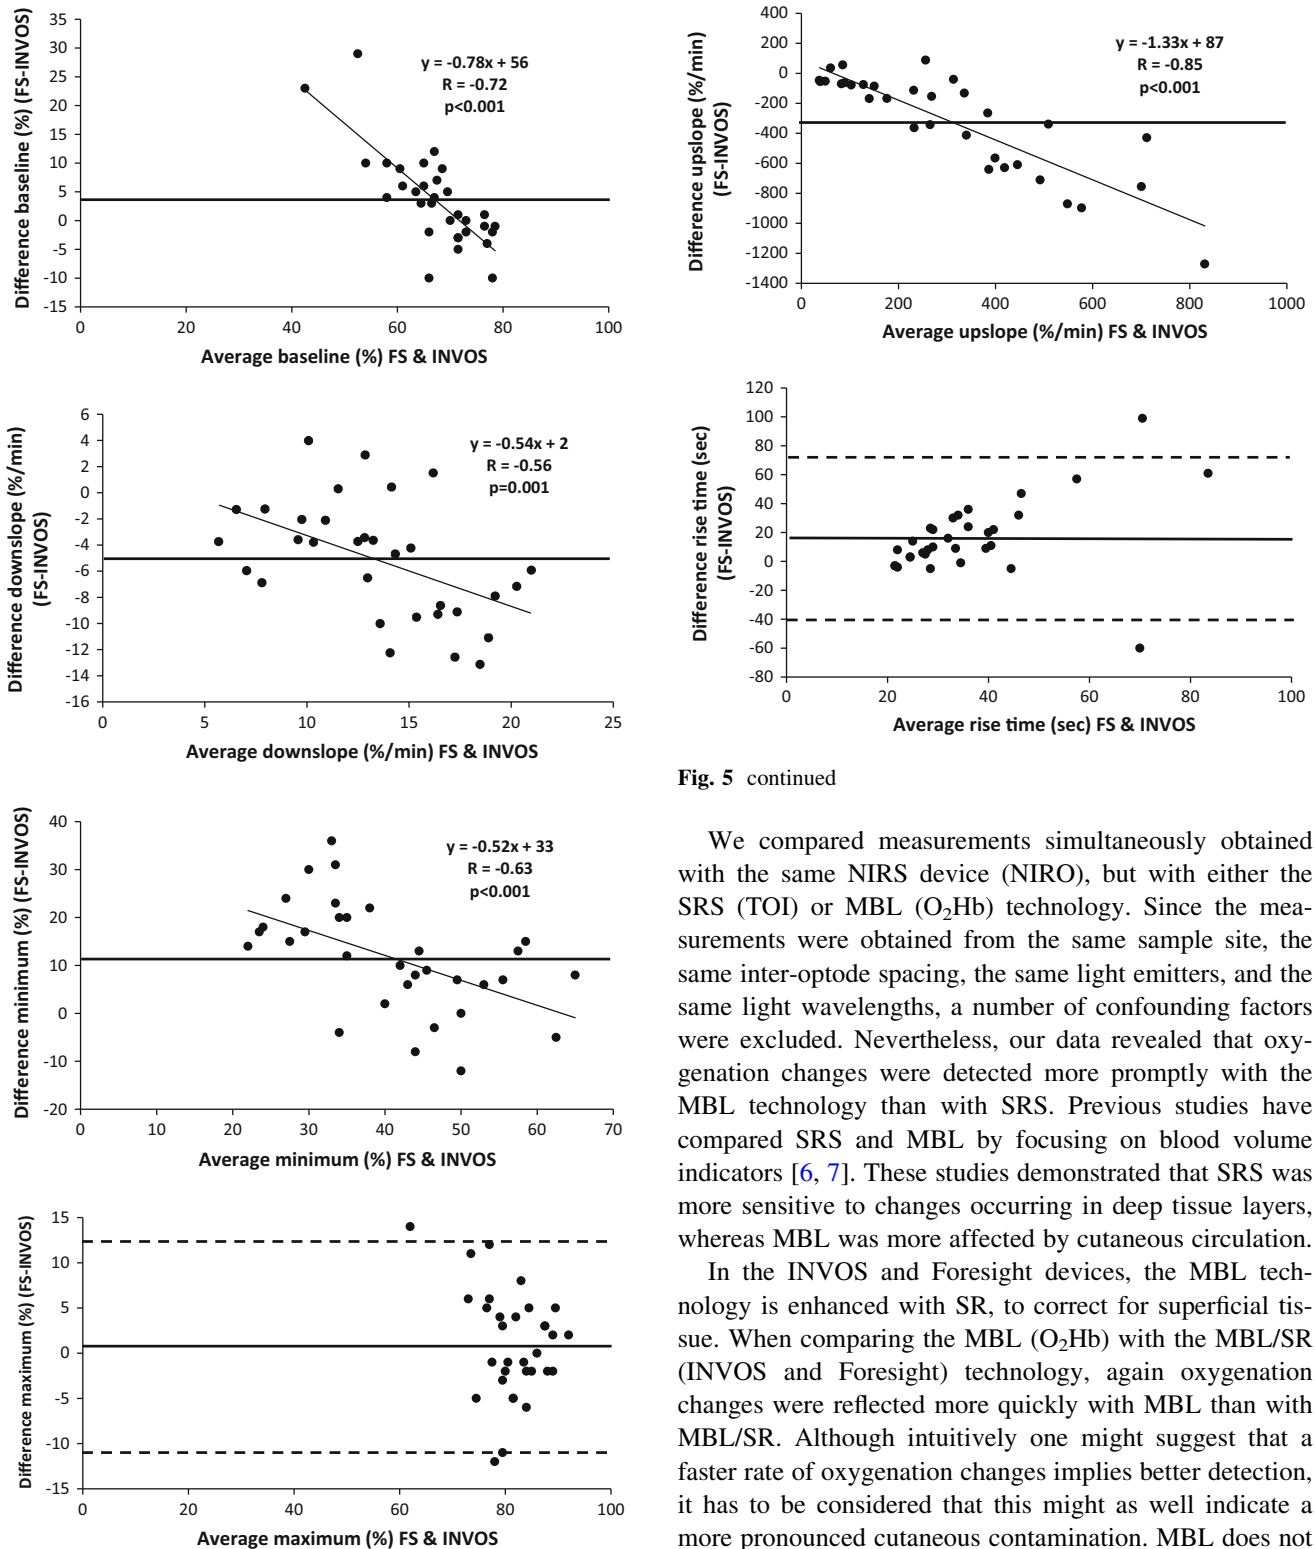 35
30
25
20
15
10
5
0
-5
-10
-15
0
20
40
60
80
100
Difference baseline (%) (FS-INVOS)
y = -0.78x + 56
R = -0.72
p<0.001
Average baseline (%) FS & INVOS
6
4
2
0
-2
-4
-6
-8
-10
-12
-14
-16
0
5
10
15
20
25
Difference downslope (%/min)
(FS-INVOS)
y = -0.54x + 2
R = -0.56
p=0.001
Average downslope (%/min) FS & INVOS
40
30
20
10
0
-10
-20
0
10
20
30
40
50
60
70
Difference minimum (%) (FS-INVOS)
y = -0.52x + 33
R = -0.63
p<0.001
Average minimum (%) FS & INVOS
15
10
5
0
-5
-10
-15
0
20
40
60
80
100
Difference maximum (%) (FS-INVOS)
Average maximum (%) FS & INVOS
400
200
0
-200
-400
-600
-800
-1000
-1200
-1400
0
200
400
600
800
1000
Difference upslope (%/min)
(FS-INVOS)
y = -1.33x + 87
R = -0.85
p<0.001
Average upslope (%/min) FS & INVOS
120
100
80
60
40
20
0
-20
-40
-60
-80
0
20
40
60
80
100
Difference rise time (sec)
(FS-INVOS)
Average rise time (sec) FS & INVOS
Fig. 5 continued
We compared measurements simultaneously obtained
with the same NIRS device (NIRO), but with either the
SRS (TOI) or MBL (O₂Hb) technology. Since the mea-
surements were obtained from the same sample site, the
same inter-optode spacing, the same light emitters, and the
same light wavelengths, a number of confounding factors
were excluded. Nevertheless, our data revealed that oxy-
genation changes were detected more promptly with the
MBL technology than with SRS. Previous studies have
compared SRS and MBL by focusing on blood volume
indicators [6, 7]. These studies demonstrated that SRS was
more sensitive to changes occurring in deep tissue layers,
whereas MBL was more affected by cutaneous circulation.
In the INVOS and Foresight devices, the MBL tech-
nology is enhanced with SR, to correct for superficial tis-
sue. When comparing the MBL (O₂Hb) with the MBL/SR
(INVOS and Foresight) technology, again oxygenation
changes were reflected more quickly with MBL than with
MBL/SR. Although intuitively one might suggest that a
faster rate of oxygenation changes implies better detection,
it has to be considered that this might as well indicate a
more pronounced cutaneous contamination. MBL does not